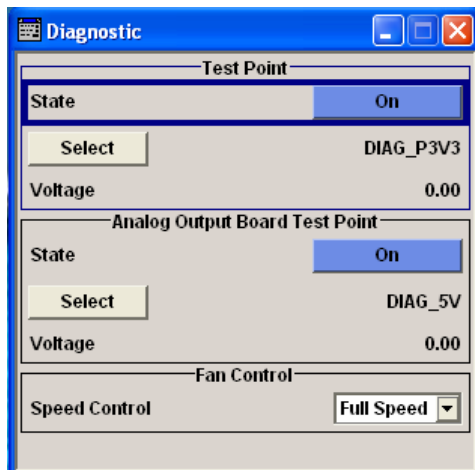 Diagnostic
Test Point
State On
Select DIAG_P3V3
Voltage 0.00
Analog Output Board Test Point
State On
Select DIAG_5V
Voltage 0.00
Fan Control
Speed Control Full Speed